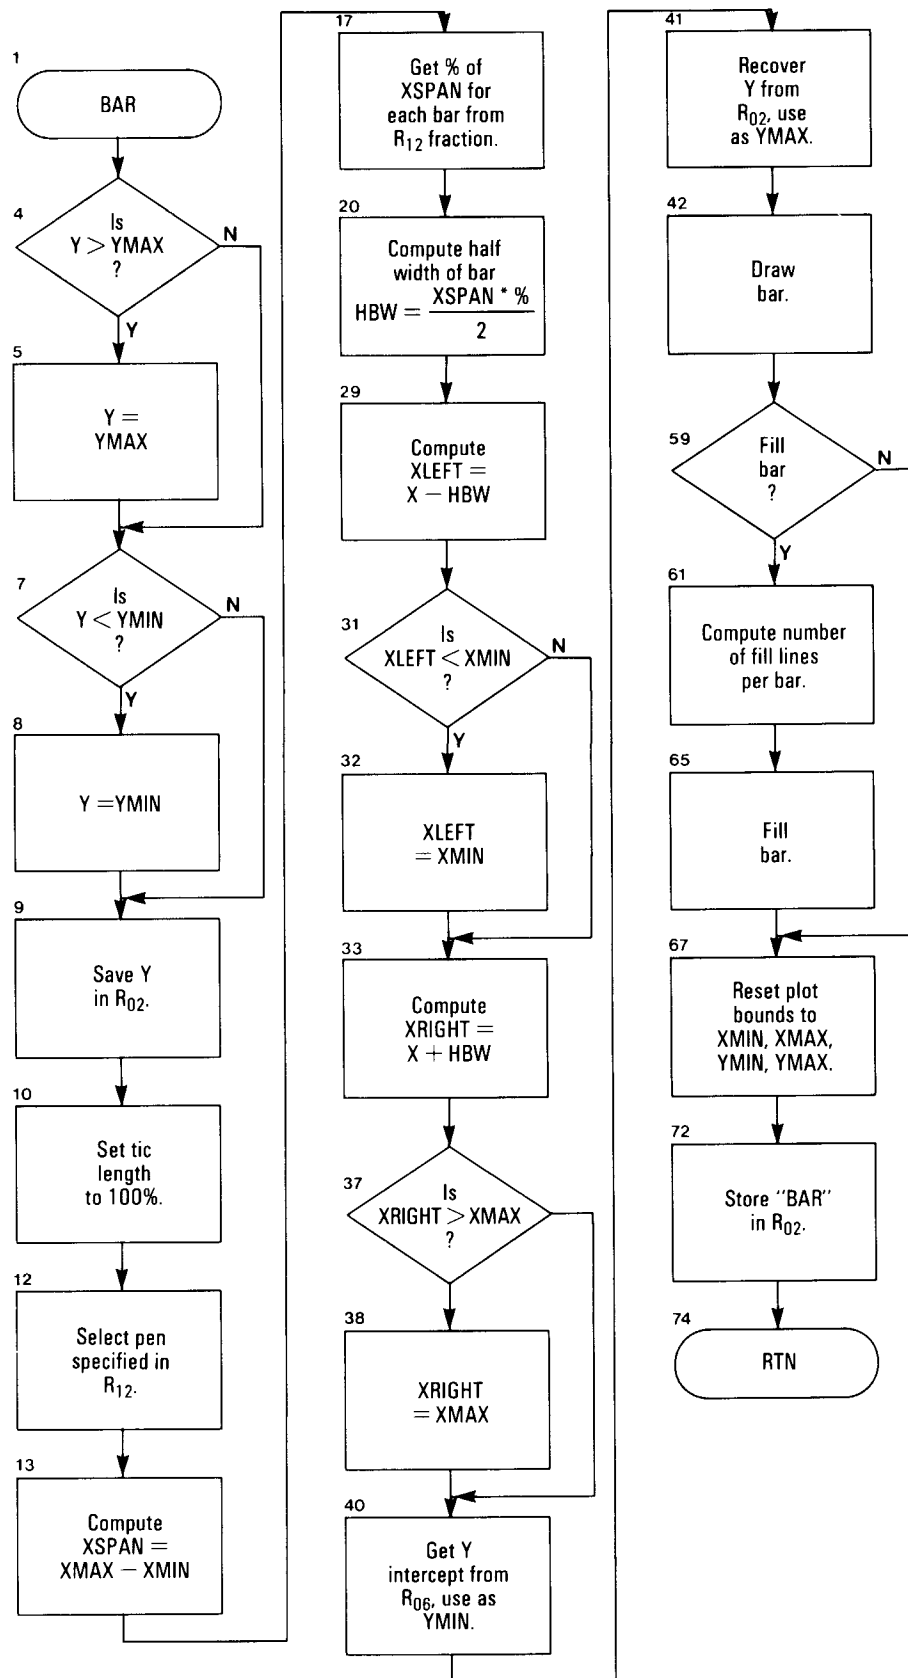 1
BAR
4
Is
Y > YMAX
?
N
Y
5
Y =
YMAX
7
Is
Y < YMIN
?
N
Y
8
Y = YMIN
9
Save Y
in R02.
10
Set tic
length
to 100%.
12
Select pen
specified in
R12.
13
Compute
XSPAN =
XMAX − XMIN
17
Get % of
XSPAN for
each bar from
R12 fraction.
20
Compute half
width of bar
HBW = XSPAN * %
2
29
Compute
XLEFT =
X − HBW
31
Is
XLEFT < XMIN
?
N
Y
32
XLEFT
= XMIN
33
Compute
XRIGHT =
X + HBW
37
Is
XRIGHT > XMAX
?
38
XRIGHT
= XMAX
40
Get Y
intercept from
R06, use as
YMIN.
41
Recover
Y from
R02, use
as YMAX.
42
Draw
bar.
59
Fill
bar
?
N
Y
61
Compute number
of fill lines
per bar.
65
Fill
bar.
67
Reset plot
bounds to
XMIN, XMAX,
YMIN, YMAX.
72
Store "BAR"
in R02.
74
RTN